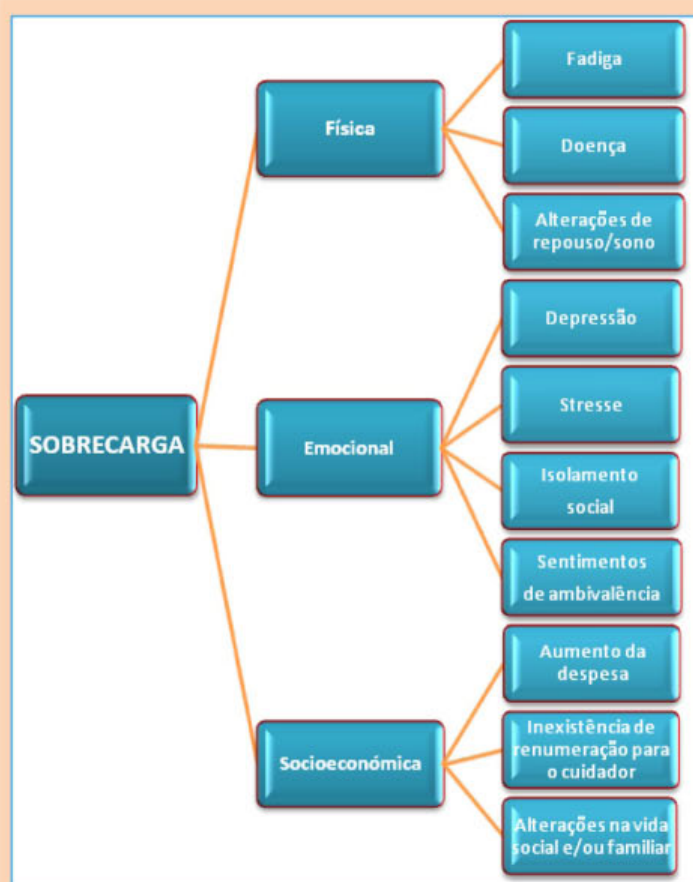 SOBRECARGA
Física
Fadiga
Doença
Alterações de
repouso/sono
Emocional
Depressão
Stresse
Isolamento
social
Sentimentos
de ambivalência
Socioeconómica
Aumento da
despesa
Inexistência de
renumeração para
o cuidador
Alterações na vida
social e/ou familiar